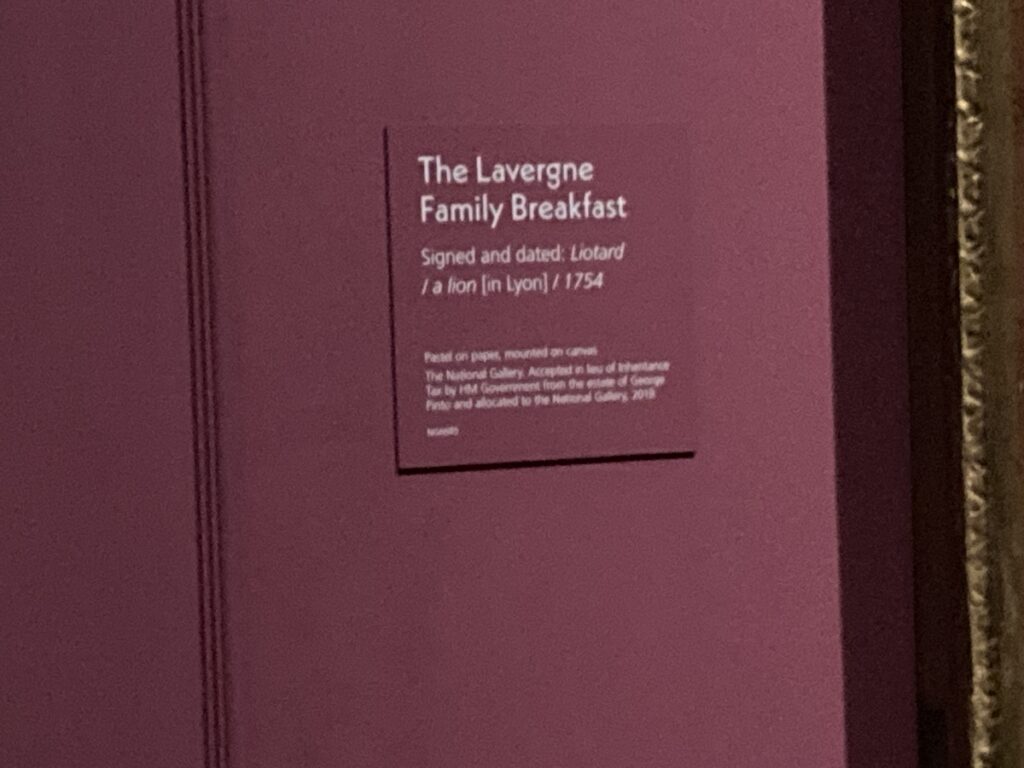 The Lavergne
Family Breakfast
Signed and dated: Liotard
/ a lion [in Lyon] / 1754
Pastel on paper, mounted on canvas
The National Gallery. Accepted in lieu of Inheritance
Tax by HM Government from the estate of George
Pinto and allocated to the National Gallery, 2019